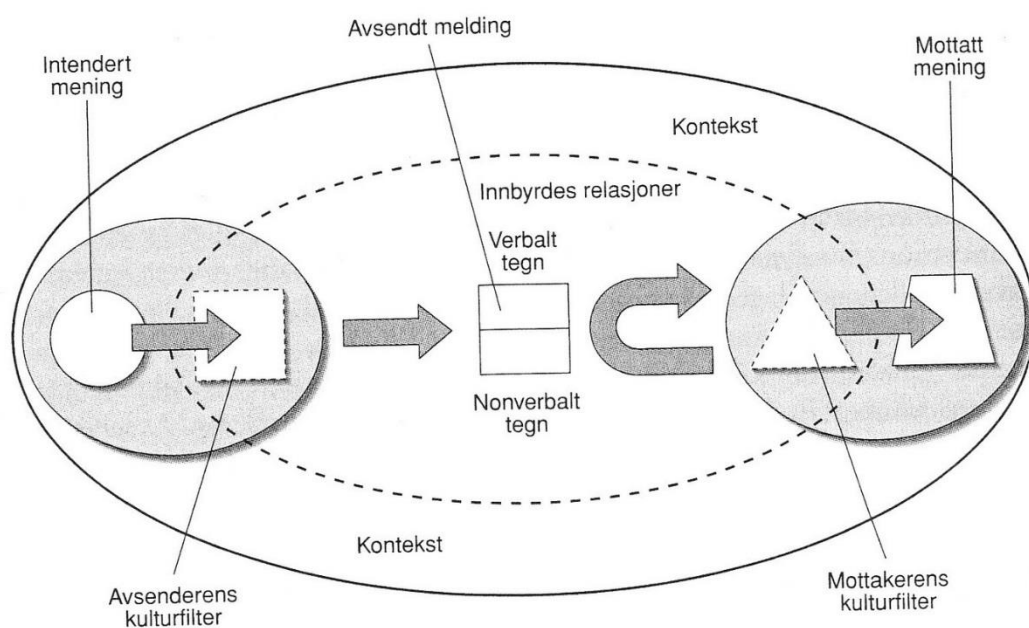 Avsendt melding
Intendert
mening
Mottatt
mening
Kontekst
Innbyrdes relasjoner
Verbalt
tegn
Nonverbalt
tegn
Kontekst
Avsenderens
kulturfilter
Mottakerens
kulturfilter